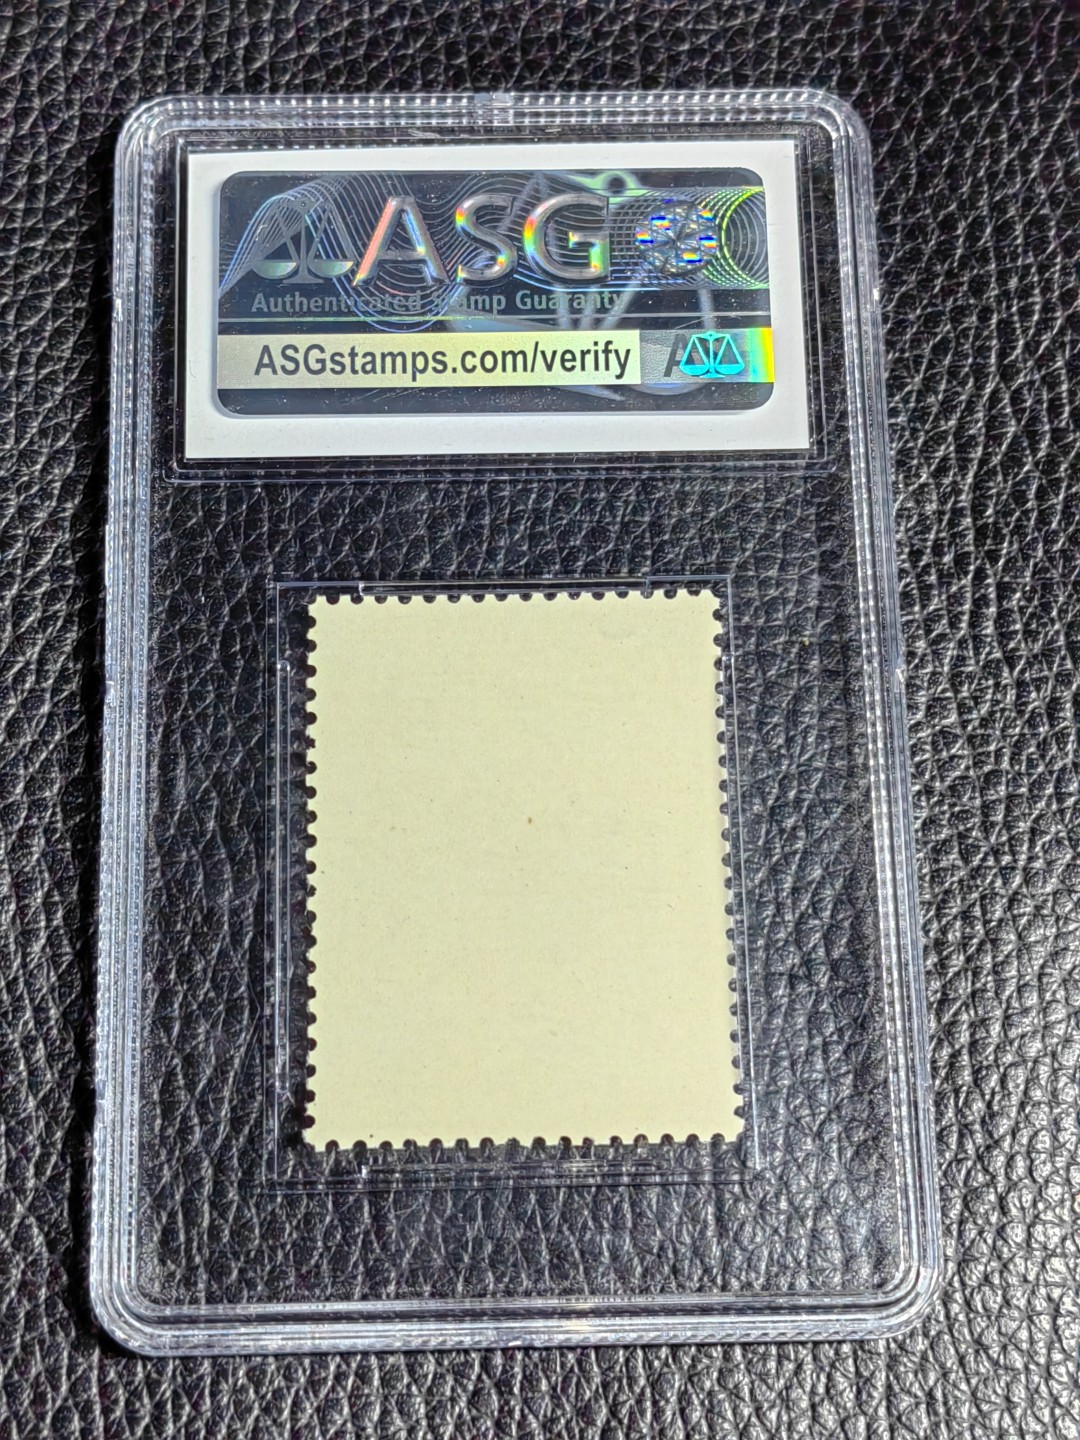 ASG
Authenticated Stamp Guaranty
ASGstamps.com/verify